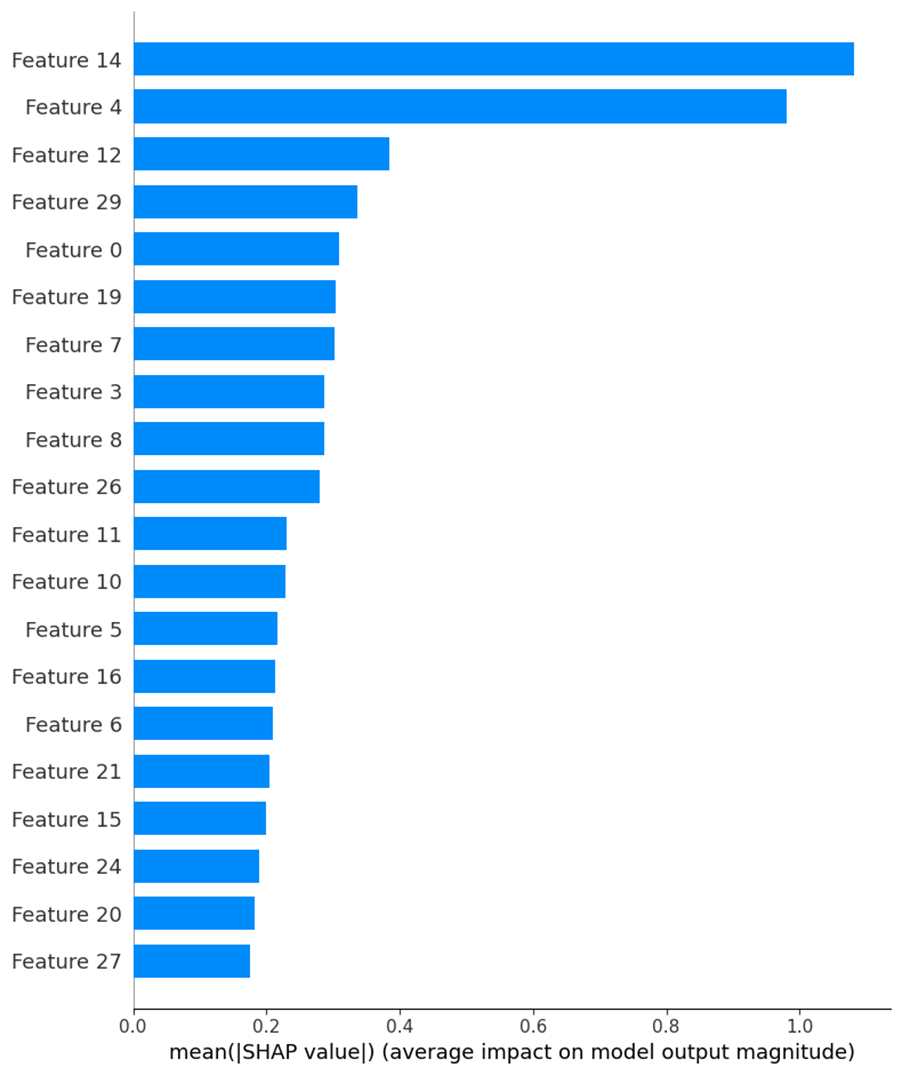 Feature 14
Feature 4
Feature 12
Feature 29
Feature 0
Feature 19
Feature 7
Feature 3
Feature 8
Feature 26
Feature 11
Feature 10
Feature 5
Feature 16
Feature 6
Feature 21
Feature 15
Feature 24
Feature 20
Feature 27
0.0 0.2 0.4 0.6 0.8 1.0
mean(|SHAP value|) (average impact on model output magnitude)